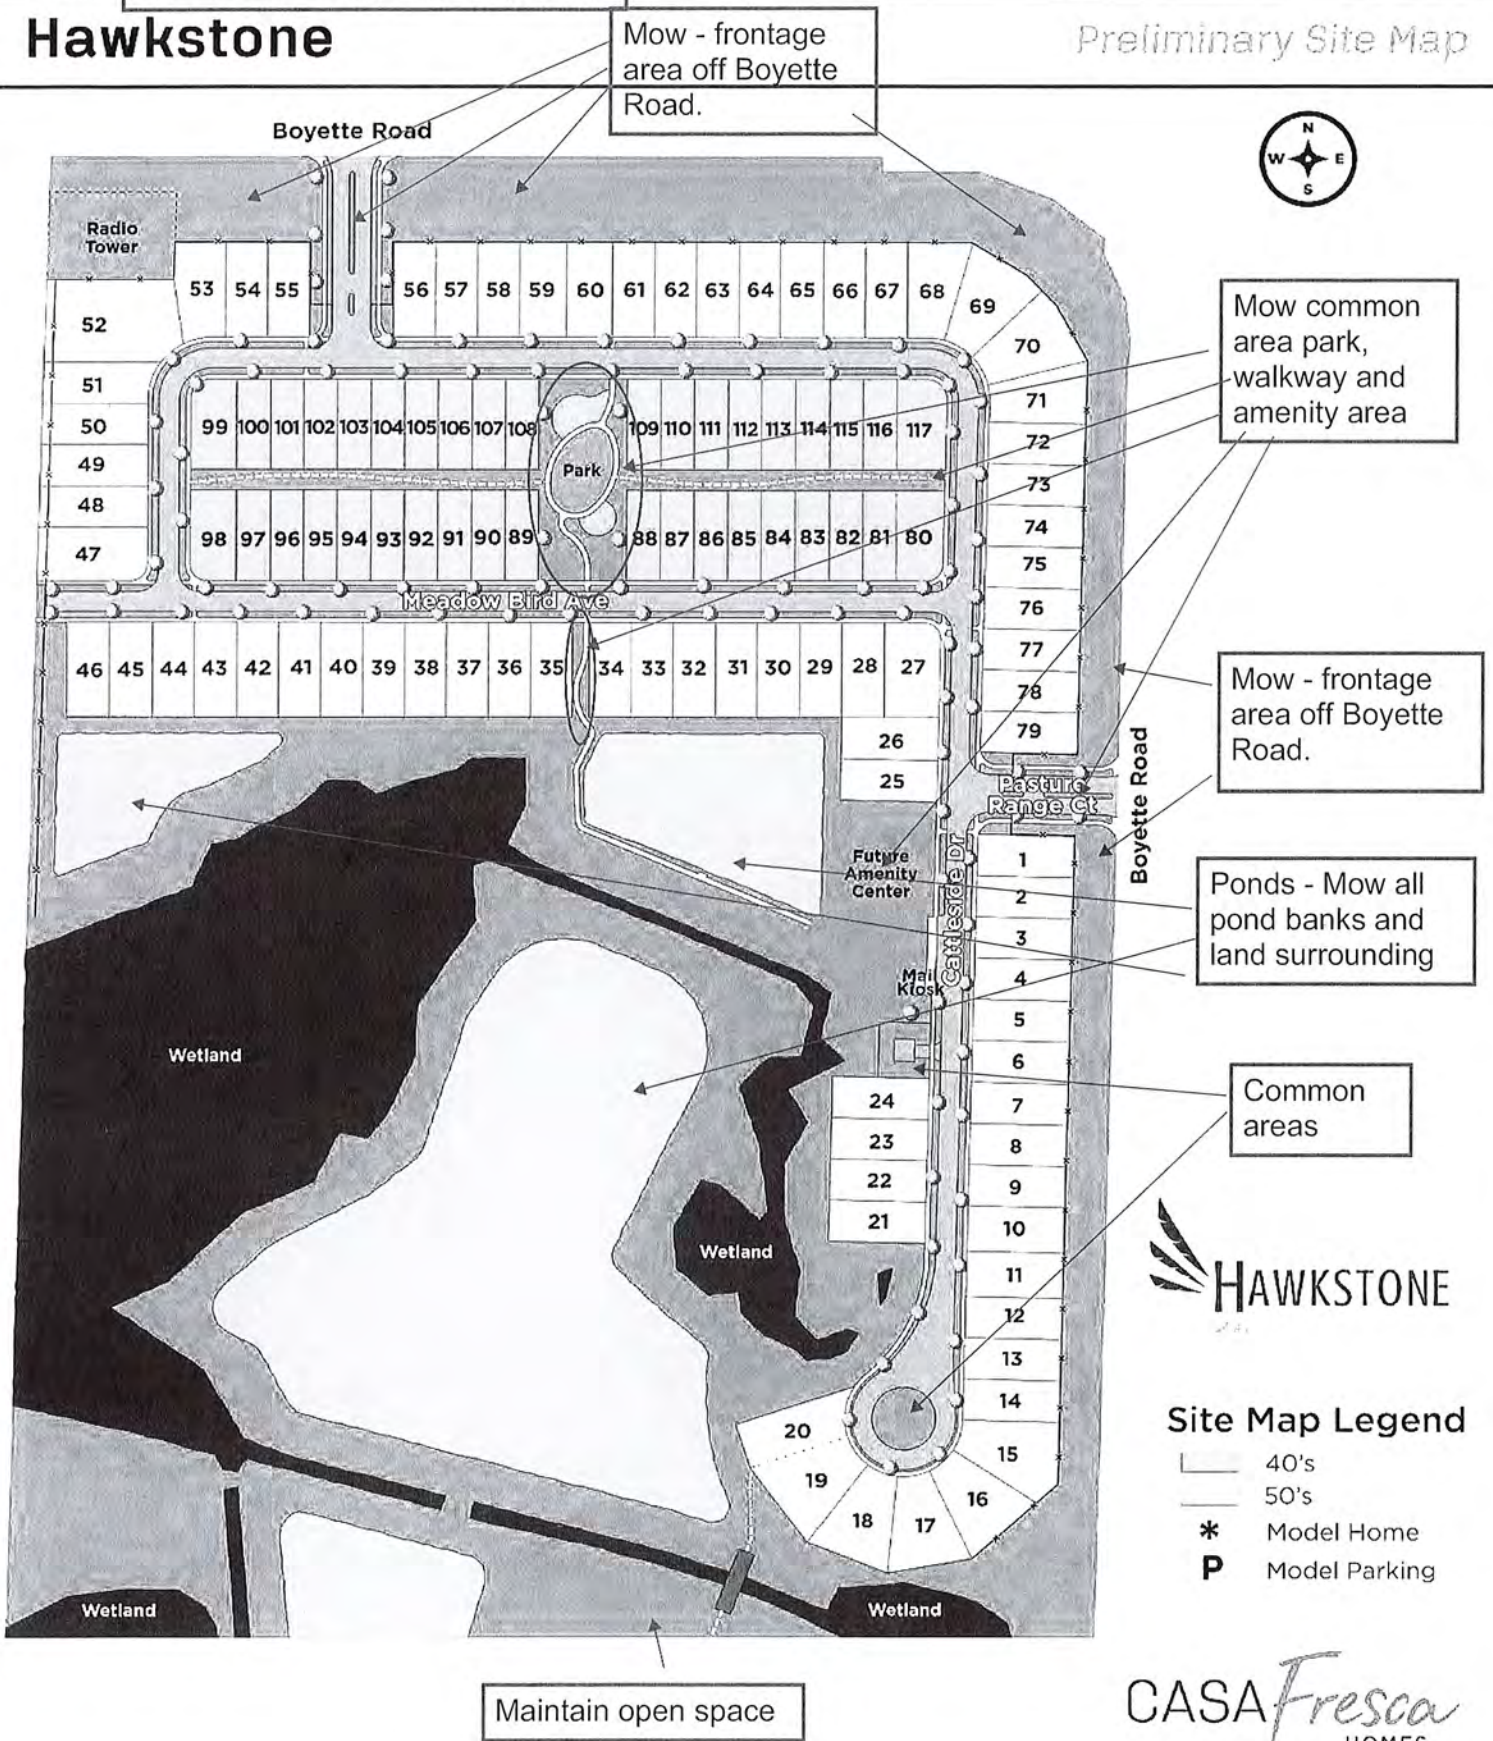 Hawkstone
Preliminary Site Map
Mow - frontage
area off Boyette
Road.
Boyette Road
N
W E
S
Radio
Tower
53 54 55 56 57 58 59 60 61 62 63 64 65 66 67 68
69
52
70
Mow common
area park,
walkway and
amenity area
51
71
50
99 100 101 102 103 104 105 106 107 108 109 110 111 112 113 114 115 116 117
72
49
Park
73
48
74
47
98 97 96 95 94 93 92 91 90 89 88 87 86 85 84 83 82 81 80
75
Meadow Bird Ave
76
46 45 44 43 42 41 40 39 38 37 36 35 34 33 32 31 30 29 28 27
77
78
Mow - frontage
area off Boyette
Road.
79
26
25
Pasture
Range Ct
Boyette Road
Future
Amenity
Center
Cattleside Dr
1
2
3
4
Ponds - Mow all
pond banks and
land surrounding
Mail
Kiosk
5
6
Wetland
24
23
22
21
7
8
9
10
Common
areas
Wetland
11
12
13
14
HAWKSTONE
20
19
18
17
16
15
Site Map Legend
40's
50's
* Model Home
P Model Parking
Wetland
Wetland
Maintain open space
CASA Fresca
HOMES